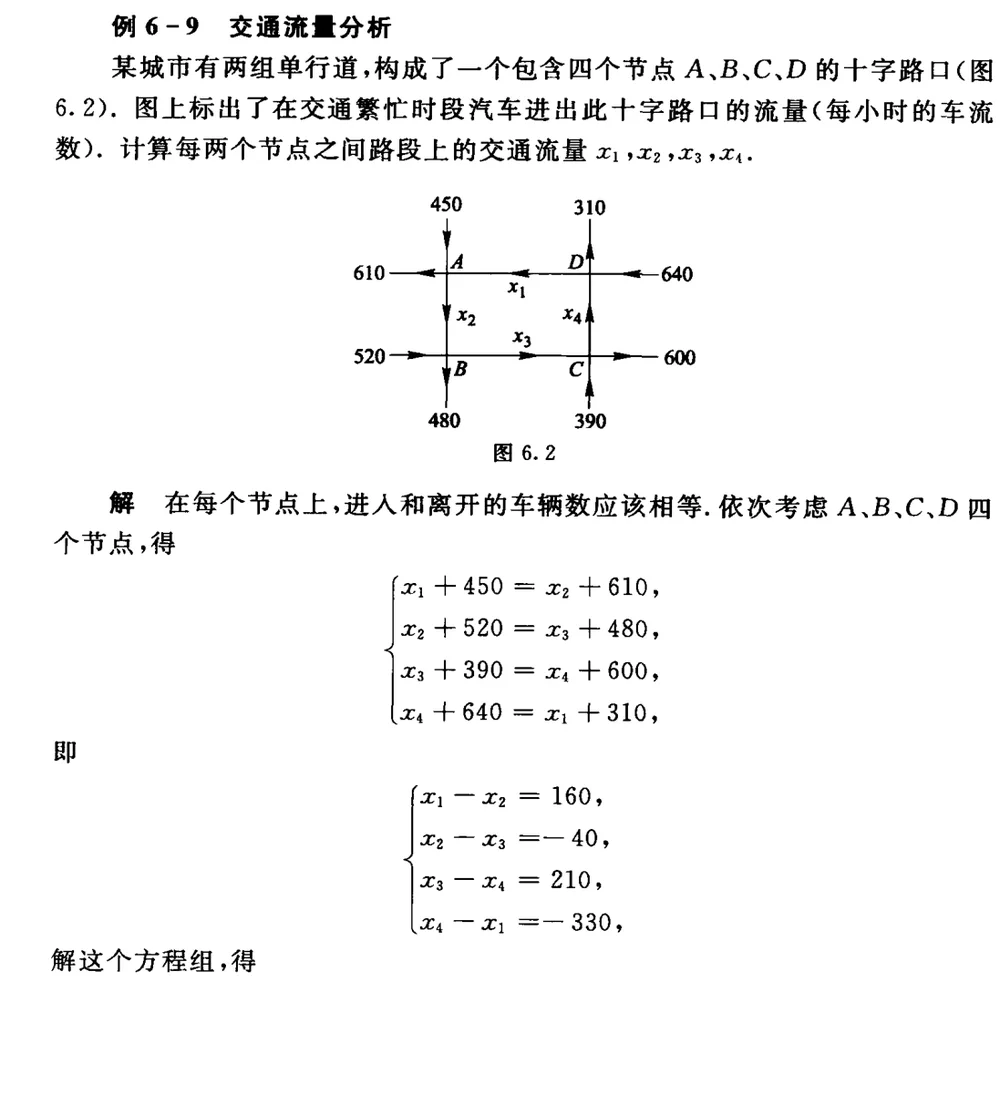 例 6-9 交通流量分析
某城市有两组单行道,构成了一个包含四个节点 A、B、C、D 的十字路口(图
6.2). 图上标出了在交通繁忙时段汽车进出此十字路口的流量(每小时的车流
数). 计算每两个节点之间路段上的交通流量 x₁,x₂,x₃,x₄.
450 310
610 A D 640
x₁
x₂ x₄
x₃
520 B C 600
480 390
图 6.2
解 在每个节点上,进入和离开的车辆数应该相等. 依次考虑 A、B、C、D 四
个节点,得
x₁ + 450 = x₂ + 610,
x₂ + 520 = x₃ + 480,
x₃ + 390 = x₄ + 600,
x₄ + 640 = x₁ + 310,
即
x₁ − x₂ = 160,
x₂ − x₃ =− 40,
x₃ − x₄ = 210,
x₄ − x₁ =− 330,
解这个方程组,得